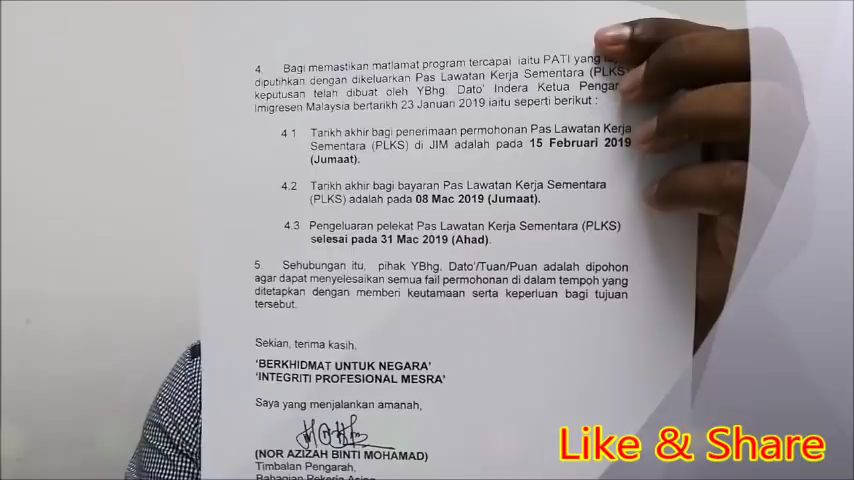 4. Bagi memastikan matlamat program tercapai iaitu PATI yang
diputihkan dengan dikeluarkan Pas Lawatan Kerja Sementara (PLKS)
keputusan telah dibuat oleh YBhg. Dato' Indera Ketua
Imigresen Malaysia bertarikh 23 Januari 2019 iaitu seperti berikut :
4.1 Tarikh akhir bagi penerimaan permohonan Pas Lawatan Kerja
Sementara (PLKS) di JIM adalah pada 15 Februari 2019
(Jumaat).
4.2 Tarikh akhir bagi bayaran Pas Lawatan Kerja Sementara
(PLKS) adalah pada 08 Mac 2019 (Jumaat).
4.3 Pengeluaran pelekat Pas Lawatan Kerja Sementara (PLKS)
selesai pada 31 Mac 2019 (Ahad).
5. Sehubungan itu, pihak YBhg. Dato'/Tuan/Puan adalah dipohon
agar dapat menyelesaikan semua fail permohonan di dalam tempoh yang
ditetapkan dengan memberi keutamaan serta keperluan bagi tujuan
tersebut.
Sekian, terima kasih.
'BERKHIDMAT UNTUK NEGARA'
'INTEGRITI PROFESIONAL MESRA'
Saya yang menjalankan amanah,
(NOR AZIZAH BINTI MOHAMAD)
Timbalan Pengarah,
Like & Share